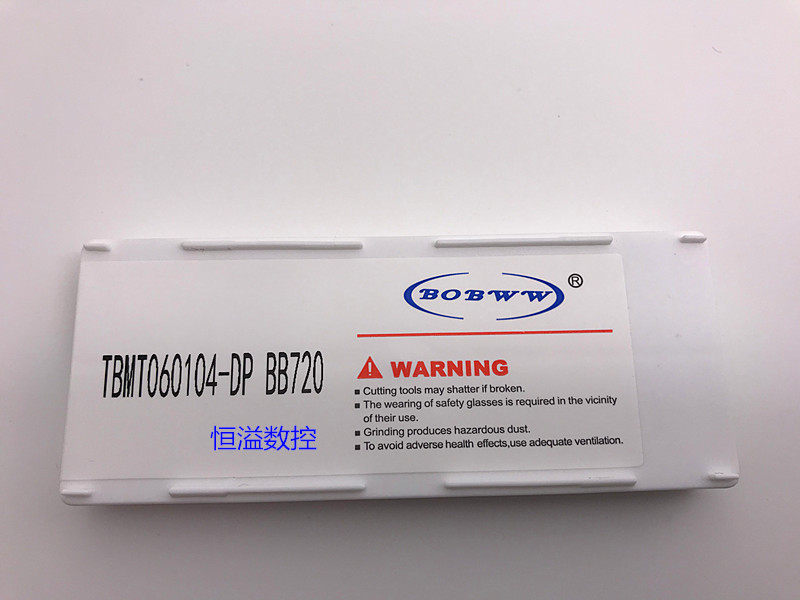 BOBWW®
TBMT060104-DP BB720
恒溢数控
WARNING
■ Cutting tools may shatter if broken.
■ The wearing of safety glasses is required in the vicinity
of their use.
■ Grinding produces hazardous dust.
■ To avoid adverse health effects,use adequate ventilation.